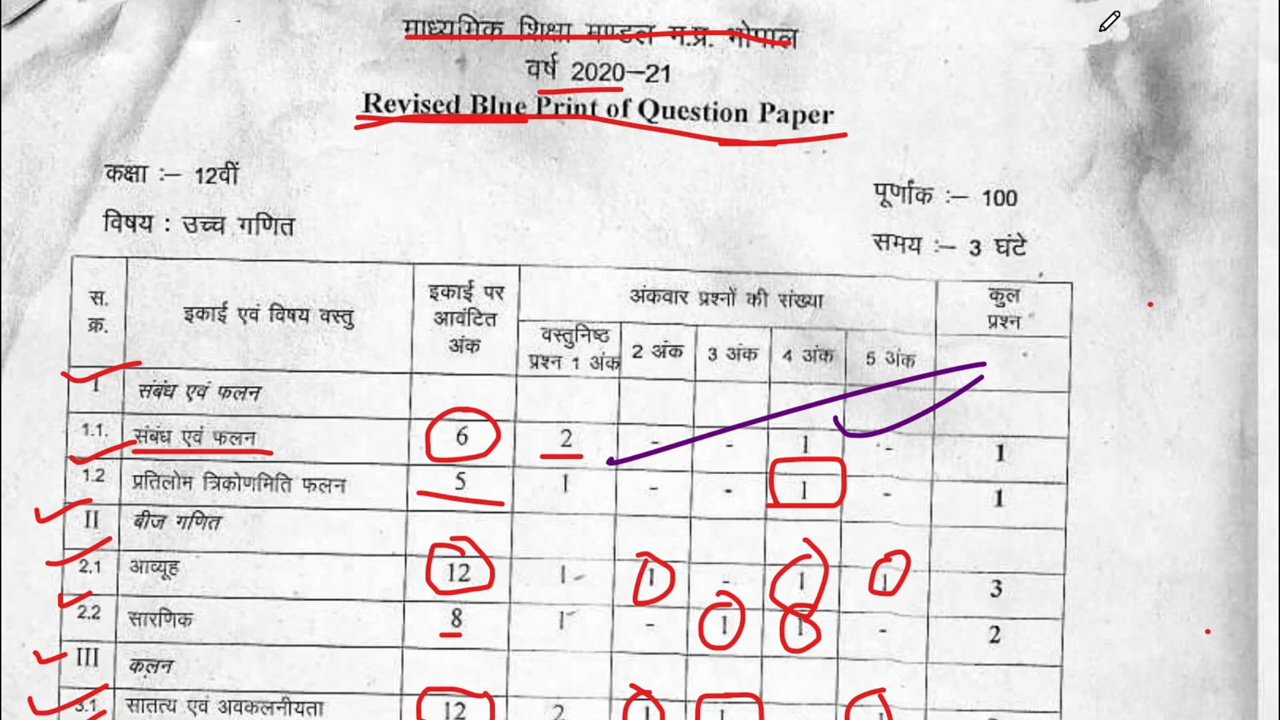 माध्यमिक शिक्षा मण्डल म.प्र. भोपाल
वर्ष 2020–21
Revised Blue Print of Question Paper
कक्षा :– 12वीं
पूर्णांक :– 100
विषय : उच्च गणित
समय :– 3 घंटे
स. क्र. इकाई एवं विषय वस्तु इकाई पर आवंटित अंक अंकवार प्रश्नों की संख्या कुल प्रश्न
वस्तुनिष्ठ प्रश्न 1 अंक 2 अंक 3 अंक 4 अंक 5 अंक
I संबंध एवं फलन
1.1. संबंध एवं फलन 6 2 - - 1 - 1
1.2 प्रतिलोम त्रिकोणमिति फलन 5 1 - - 1 - 1
II बीज गणित
2.1 आव्यूह 12 1 1 - 1 1 3
2.2 सारणिक 8 1 - 1 1 - 2
III कलन
3.1 सातत्य एवं अवकलनीयता 12 2 1 1